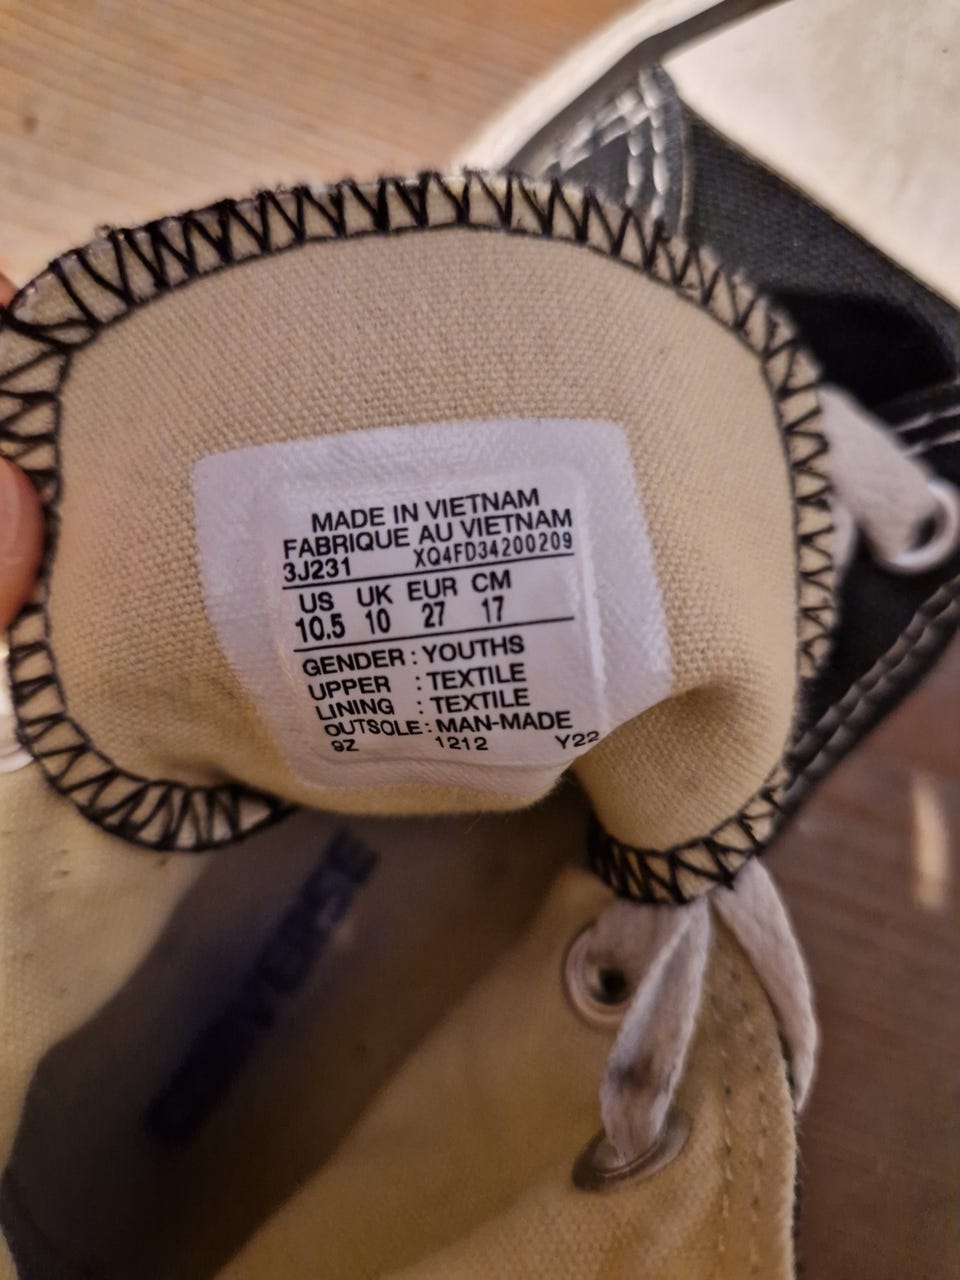 MADE IN VIETNAM
FABRIQUE AU VIETNAM
3J231 XQ4FD34200209
US UK EUR CM
10.5 10 27 17
GENDER : YOUTHS
UPPER : TEXTILE
LINING : TEXTILE
OUTSOLE : MAN-MADE
9Z 1212 Y22